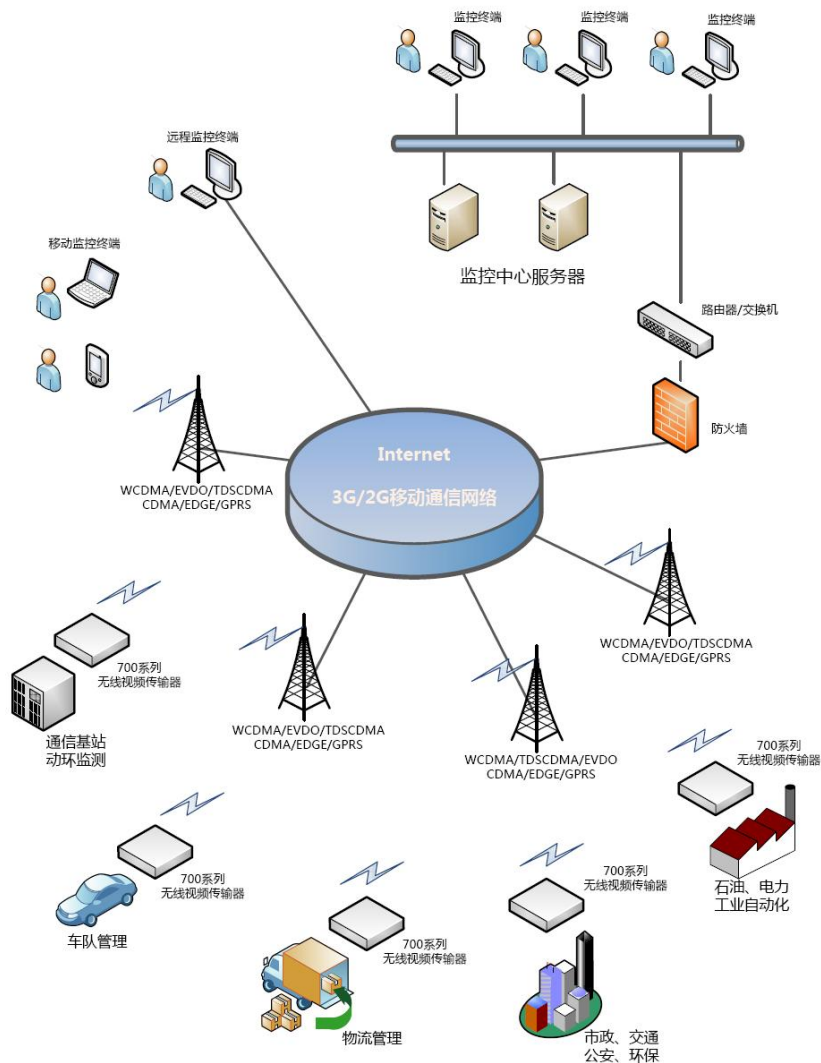 监控终端
监控终端
监控终端
远程监控终端
移动监控终端
监控中心服务器
路由器/交换机
防火墙
Internet
3G/2G移动通信网络
WCDMA/EVDO/TDSCDMA
CDMA/EDGE/GPRS
WCDMA/EVDO/TDSCDMA
CDMA/EDGE/GPRS
700系列
无线视频传输器
通信基站
动环监测
WCDMA/EVDO/TDSCDMA
CDMA/EDGE/GPRS
WCDMA/TDSCDMA/EVDO
CDMA/EDGE/GPRS
700系列
无线视频传输器
石油、电力
工业自动化
700系列
无线视频传输器
车队管理
700系列
无线视频传输器
物流管理
700系列
无线视频传输器
市政、交通
公安、环保